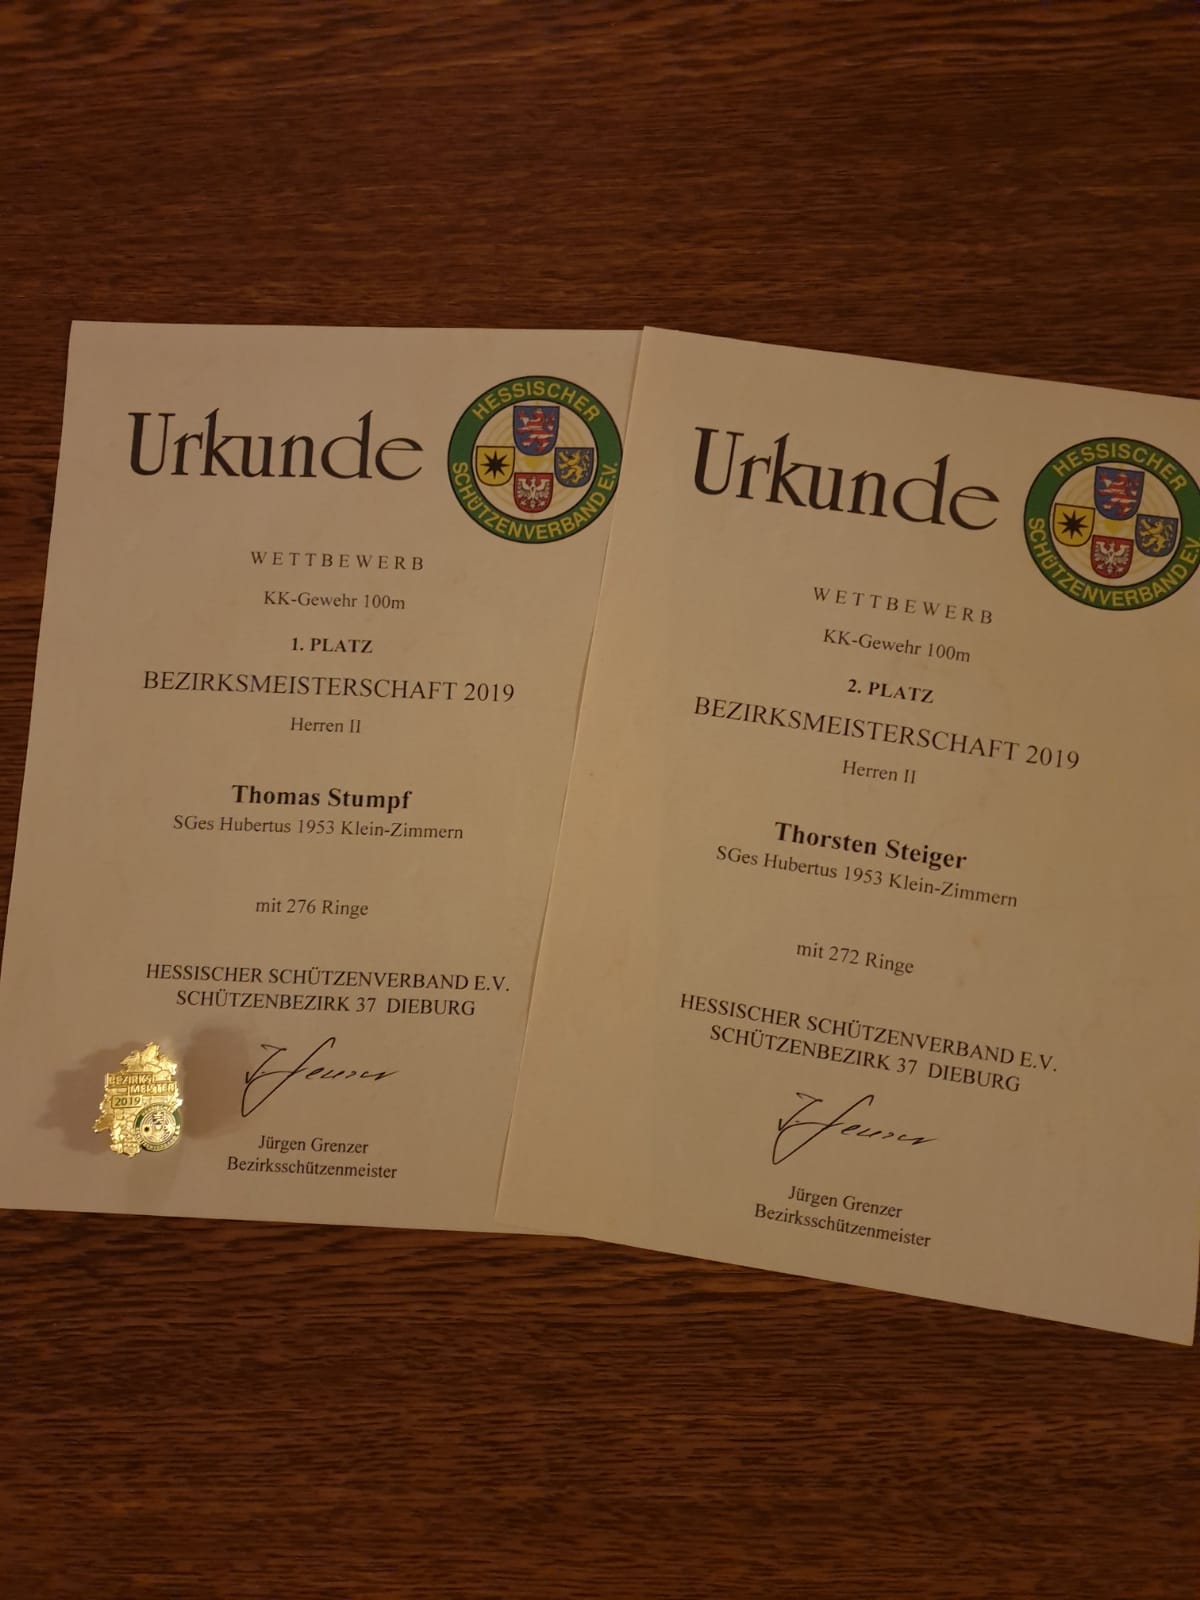 Urkunde
HESSISCHER
SCHÜTZENVERBAND E.V.
WETTBEWERB
KK-Gewehr 100m
1. PLATZ
BEZIRKSMEISTERSCHAFT 2019
Herren II
Thomas Stumpf
SGes Hubertus 1953 Klein-Zimmern
mit 276 Ringe
HESSISCHER SCHÜTZENVERBAND E.V.
SCHÜTZENBEZIRK 37 DIEBURG
BEZIRKS
MEISTER
2019
Jürgen Grenzer
Bezirksschützenmeister
Urkunde
HESSISCHER
SCHÜTZENVERBAND E.V.
WETTBEWERB
KK-Gewehr 100m
2. PLATZ
BEZIRKSMEISTERSCHAFT 2019
Herren II
Thorsten Steiger
SGes Hubertus 1953 Klein-Zimmern
mit 272 Ringe
HESSISCHER SCHÜTZENVERBAND E.V.
SCHÜTZENBEZIRK 37 DIEBURG
Jürgen Grenzer
Bezirksschützenmeister